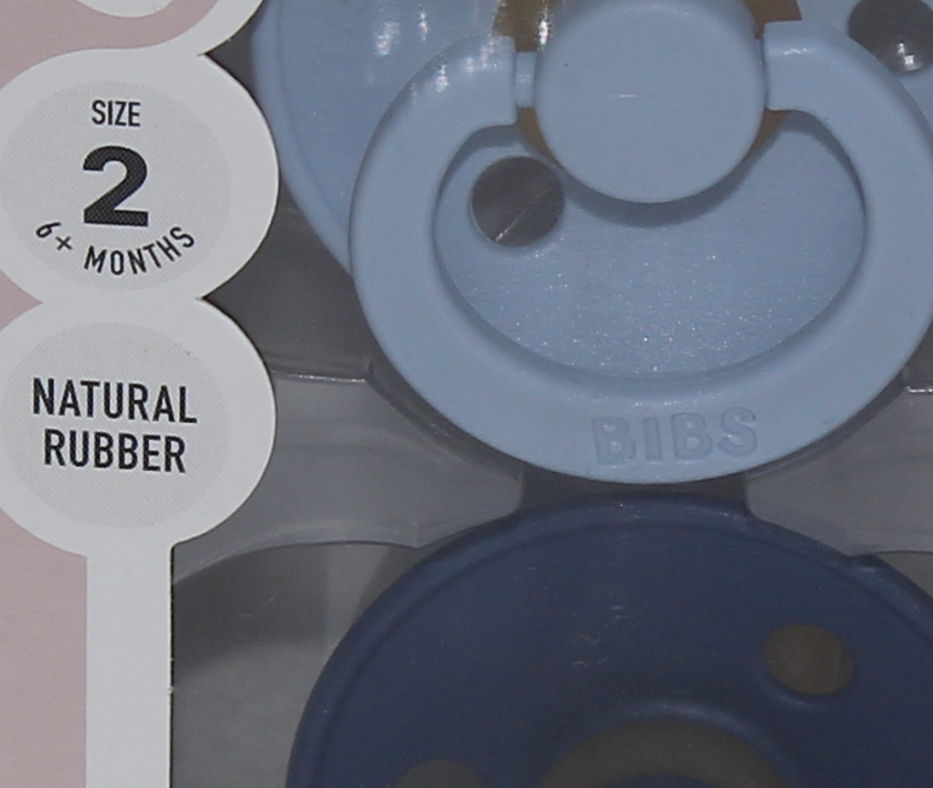 SIZE
2
6+ MONTHS
NATURAL
RUBBER
BIBS